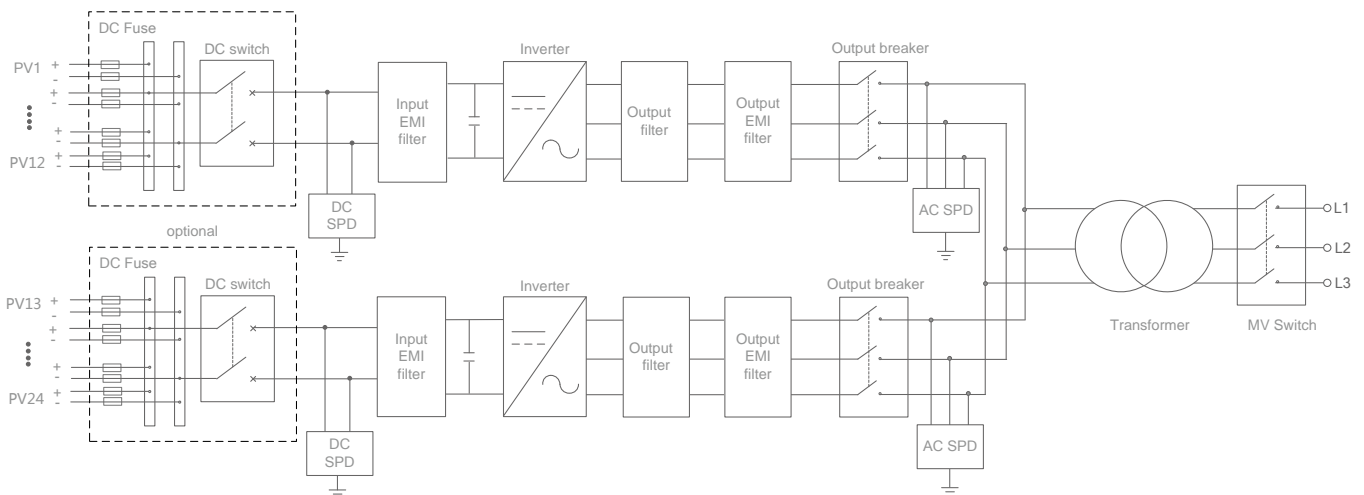 DC Fuse
DC switch
PV1
+
-
+
-
+
-
+
-
PV12
Input
EMI
filter
Inverter
Output
filter
Output
EMI
filter
Output breaker
DC
SPD
AC SPD
optional
DC Fuse
DC switch
PV13
+
-
+
-
+
-
+
-
PV24
Input
EMI
filter
Inverter
Output
filter
Output
EMI
filter
Output breaker
DC
SPD
AC SPD
L1
L2
L3
Transformer
MV Switch